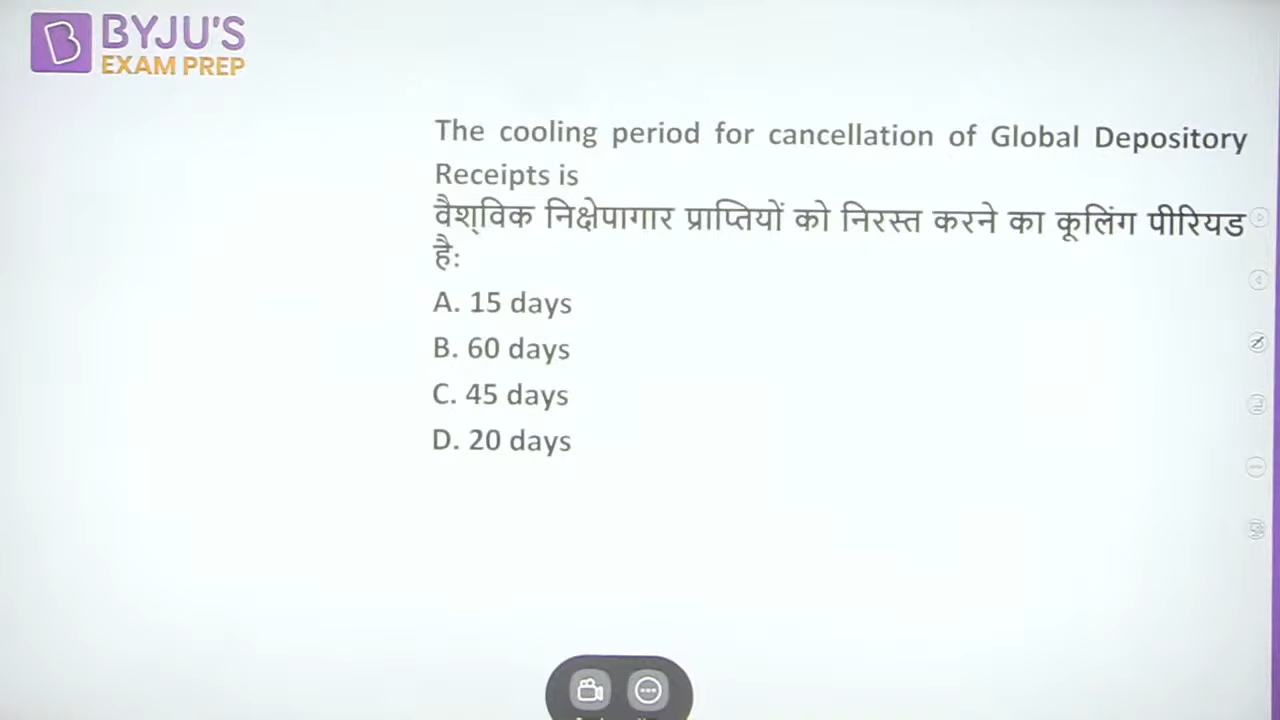 BYJU'S
EXAM PREP
The cooling period for cancellation of Global Depository
Receipts is
वैश्विक निक्षेपागार प्राप्तियों को निरस्त करने का कूलिंग पीरियड
है:
A. 15 days
B. 60 days
C. 45 days
D. 20 days